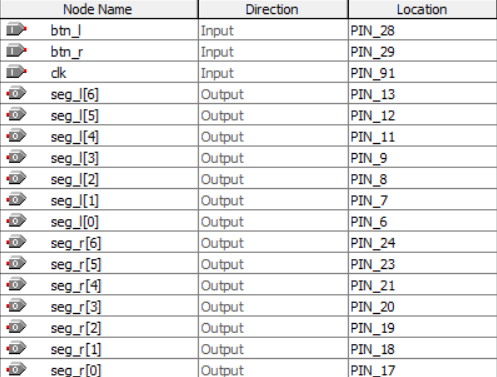 Node Name Direction Location
btn_l Input PIN_28
btn_r Input PIN_29
clk Input PIN_91
seg_l[6] Output PIN_13
seg_l[5] Output PIN_12
seg_l[4] Output PIN_11
seg_l[3] Output PIN_9
seg_l[2] Output PIN_8
seg_l[1] Output PIN_7
seg_l[0] Output PIN_6
seg_r[6] Output PIN_24
seg_r[5] Output PIN_23
seg_r[4] Output PIN_21
seg_r[3] Output PIN_20
seg_r[2] Output PIN_19
seg_r[1] Output PIN_18
seg_r[0] Output PIN_17